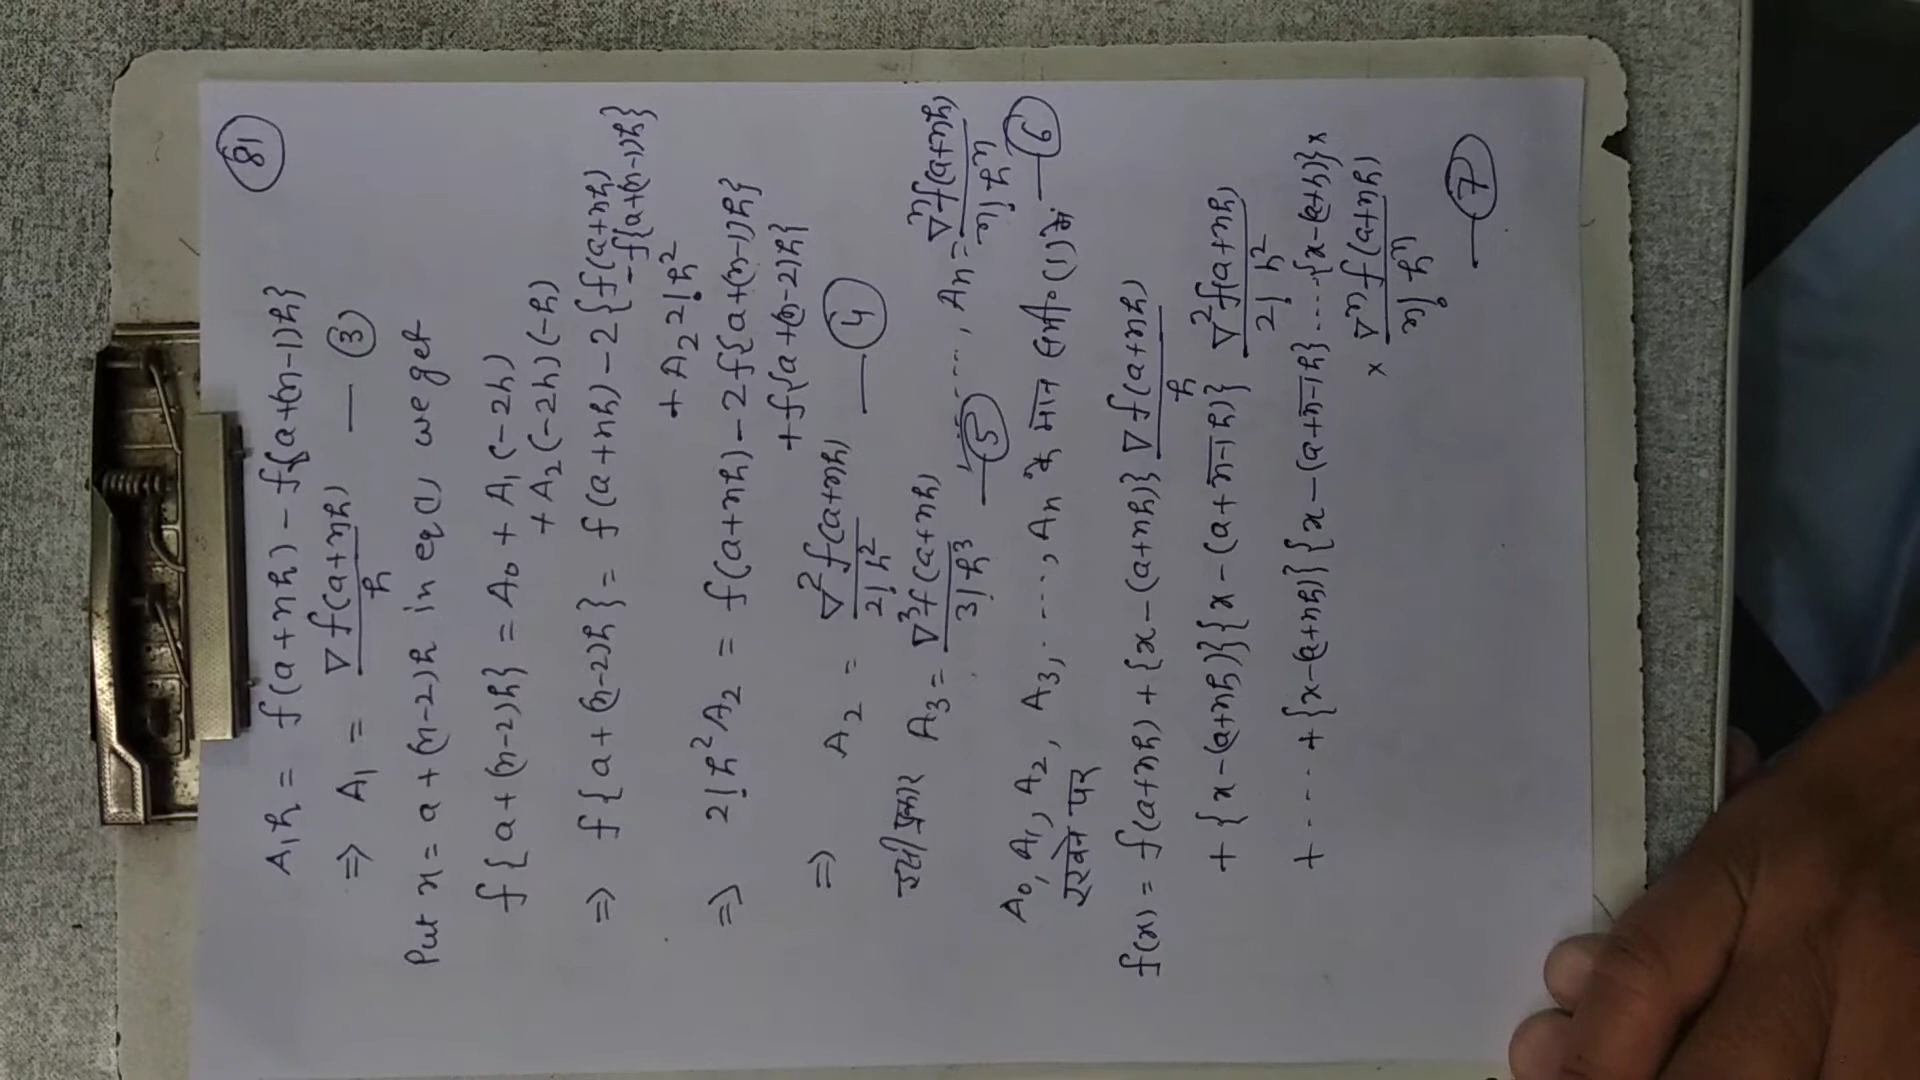 81
A₁h = f(a+nh) - f{a+(n-1)h}
⇒ A₁ = ∇f(a+nh)/h — (3)
Put x = a+(n-2)h in eq(1) we get
f{a+(n-2)h} = A₀ + A₁(-2h)
+ A₂(-2h)(-h)
⇒ f{a+(n-2)h} = f(a+nh) - 2{f(a+nh)
- f{a+(n-1)h}
+ A₂ 2! h²
⇒ 2! h² A₂ = f(a+nh) - 2f{a+(n-1)h}
+ f{a+(n-2)h}
⇒ A₂ = ∇²f(a+nh)/2! h² — (4)
इसी प्रकार A₃ = ∇³f(a+nh)/3! h³ — (5), ...., Aₙ = ∇ⁿf(a+nh)/n! hⁿ — (6)
A₀, A₁, A₂, A₃, ...., Aₙ के मान समी० (1) में
रखने पर
f(x) = f(a+nh) + {x-(a+nh)} ∇f(a+nh)/h
+ {x-(a+nh)}{x-(a+n̅-̅1̅h)} ∇²f(a+nh)/2! h²
+ .... + {x-(a+nh)}{x-(a+n̅-̅1̅h} .... {x-(a+h)} ×
× ∇ⁿf(a+nh)/n! hⁿ
— (7)